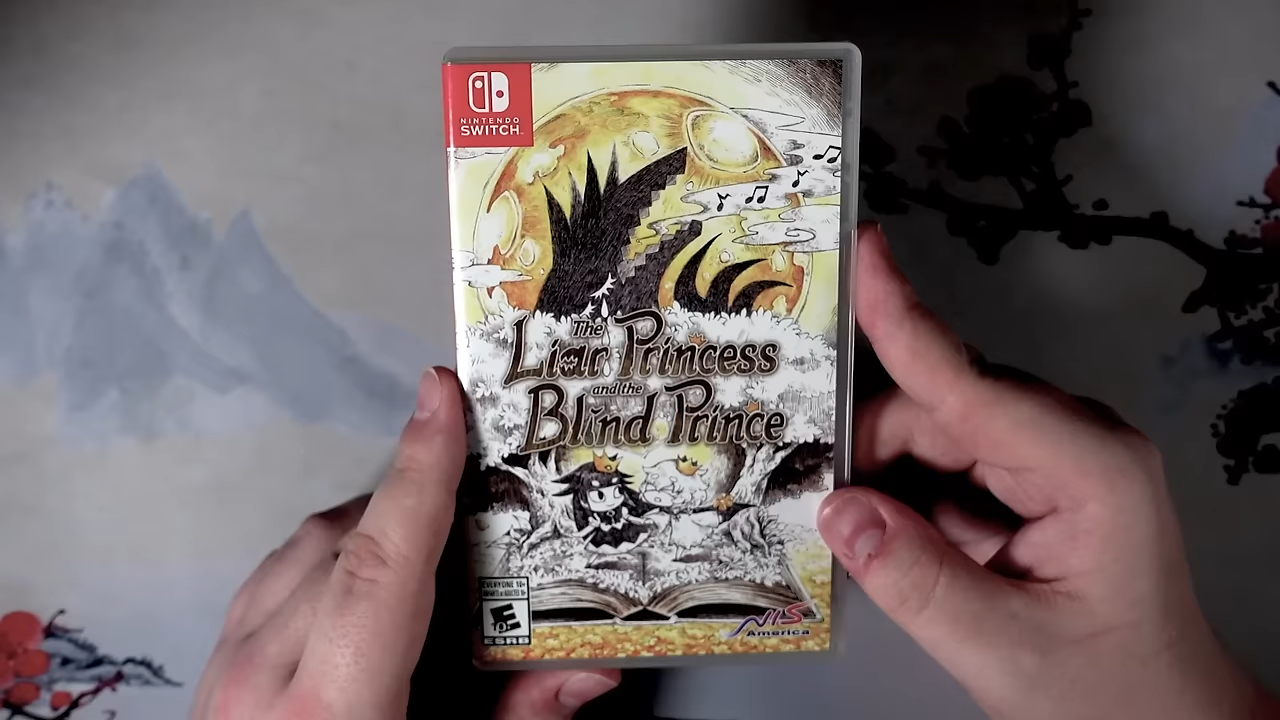 NINTENDO
SWITCH
The
Liar Princess
and the
Blind Prince
EVERYONE 10+
ESRB
NIS
America